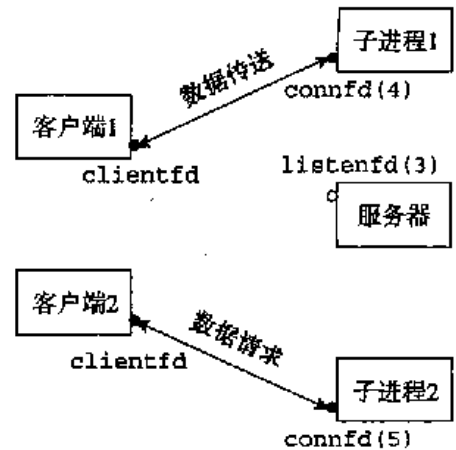 子进程1
数据传送
connfd(4)
客户端1
clientfd
listenfd(3)
服务器
客户端2
数据请求
clientfd
子进程2
connfd(5)